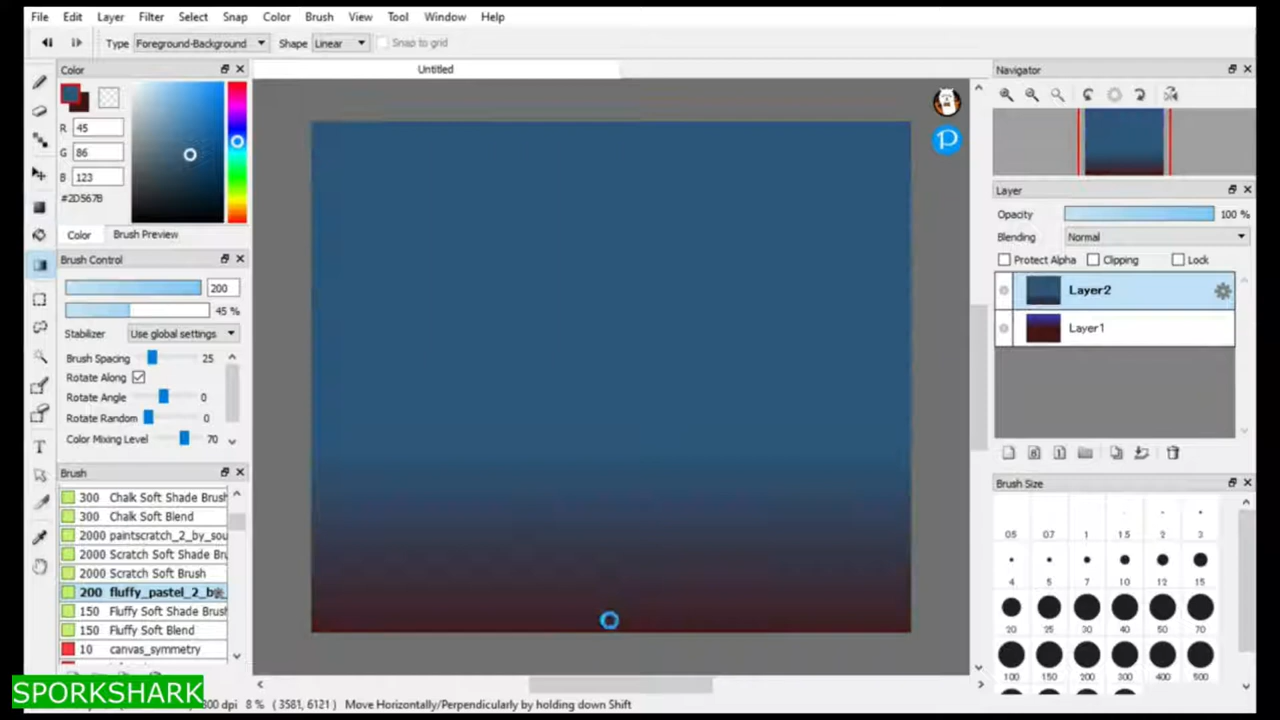 File Edit Layer Filter Select Snap Color Brush View Tool Window Help
Type Foreground-Background Shape Linear Snap to grid
Color
Untitled
Navigator
R 45
G 86
B 123
#2D567B
Color Brush Preview
Brush Control
200
45 %
Stabilizer Use global settings
Brush Spacing 25
Rotate Along
Rotate Angle 0
Rotate Random 0
Color Mixing Level 70
Brush
300 Chalk Soft Shade Brush
300 Chalk Soft Blend
2000 paintscratch_2_by_sou
2000 Scratch Soft Shade Bru
2000 Scratch Soft Brush
200 fluffy_pastel_2_b
150 Fluffy Soft Shade Brush
150 Fluffy Soft Blend
10 canvas_symmetry
Layer
Opacity 100 %
Blending Normal
Protect Alpha Clipping Lock
Layer2
Layer1
Brush Size
0.5 0.7 1 1.5 2 3
4 5 7 10 12 15
20 25 30 40 50 70
100 150 200 300 400 500
SPORKSHARK
dpi 8 % ( 3581, 6121 ) Move Horizontally/Perpendicularly by holding down Shift